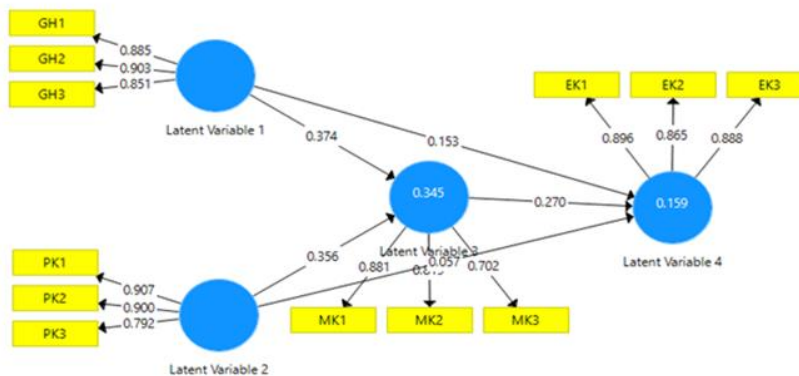 GH1
0.885
GH2
0.903
GH3
0.851
Latent Variable 1
EK1
EK2
EK3
0.896
0.865
0.888
0.374
0.153
0.345
0.270
0.159
Latent Variable 3
Latent Variable 4
0.356
0.057
0.881
0.702
PK1
0.907
PK2
0.900
PK3
0.792
MK1
MK2
MK3
Latent Variable 2